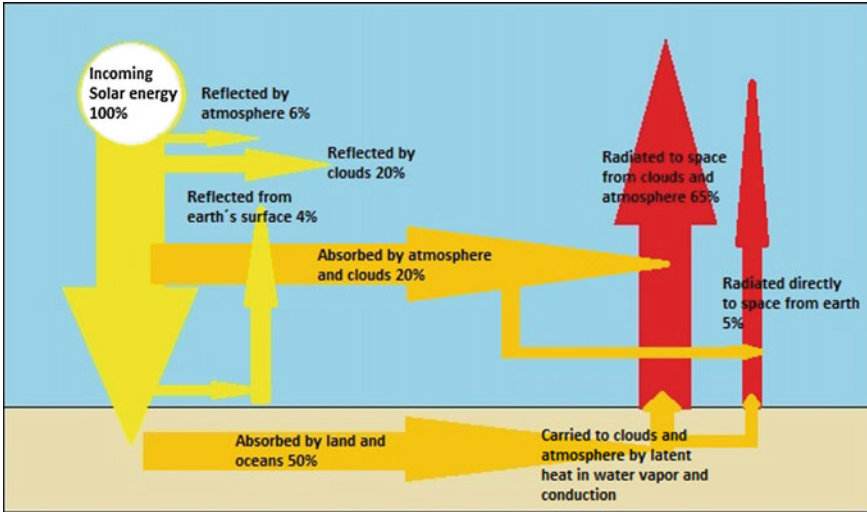 Incoming
Solar energy
100%
Reflected by
atmosphere 6%
Reflected by
clouds 20%
Reflected from
earth´s surface 4%
Absorbed by atmosphere
and clouds 20%
Radiated to space
from clouds and
atmosphere 65%
Radiated directly
to space from earth
5%
Absorbed by land and
oceans 50%
Carried to clouds and
atmosphere by latent
heat in water vapor and
conduction